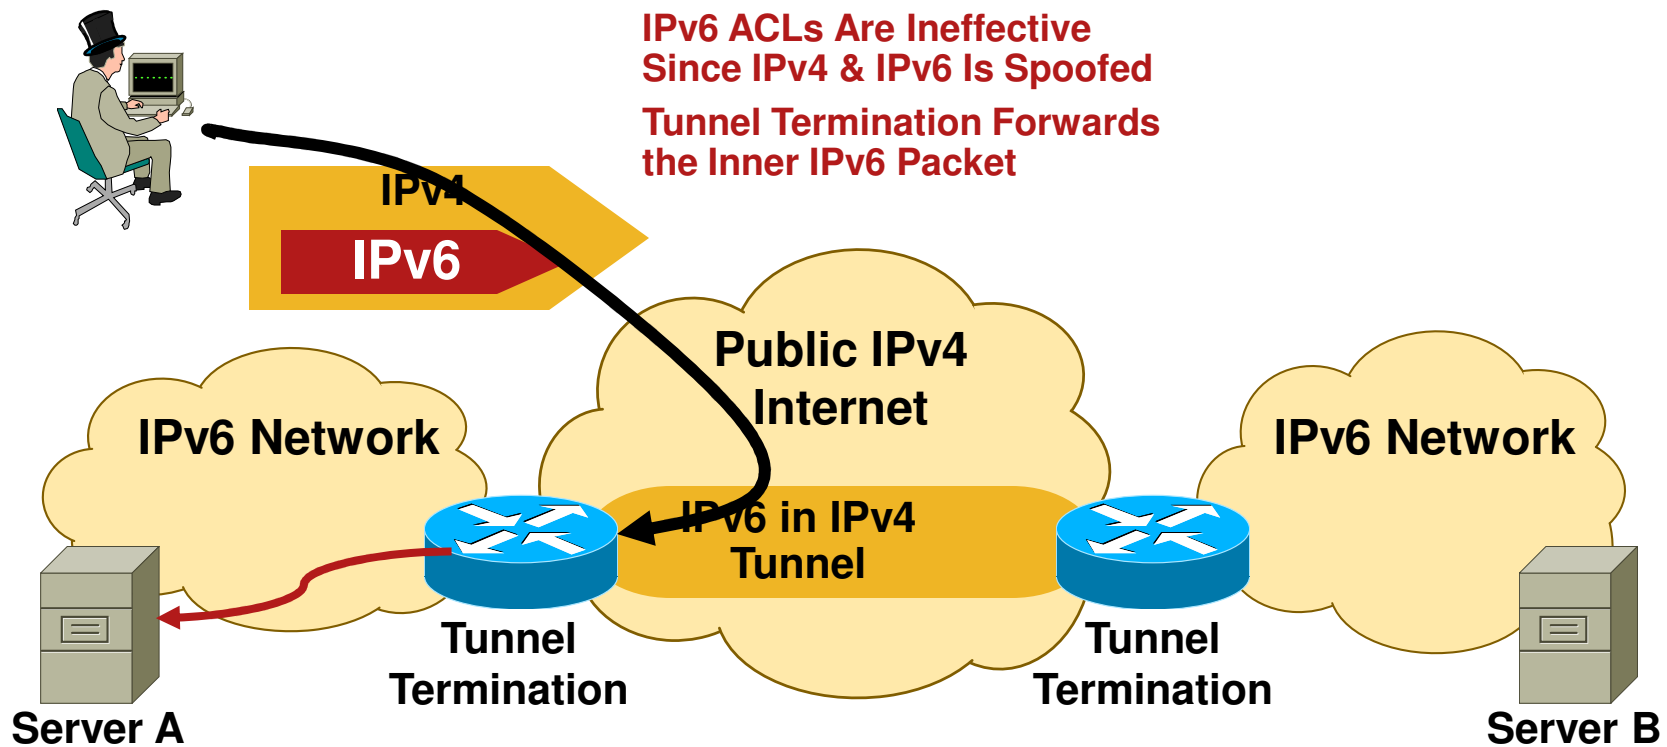 IPv6 ACLs Are Ineffective
Since IPv4 & IPv6 Is Spoofed
Tunnel Termination Forwards
the Inner IPv6 Packet
IPv4
IPv6
Public IPv4
Internet
IPv6 Network
IPv6 Network
IPv6 in IPv4
Tunnel
Tunnel
Termination
Tunnel
Termination
Server A
Server B